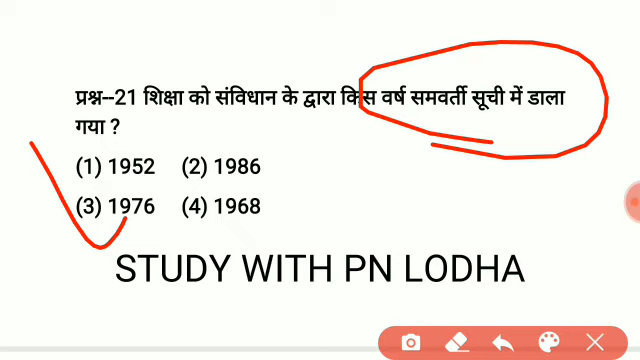 प्रश्न--21 शिक्षा को संविधान के द्वारा किस वर्ष समवर्ती सूची में डाला
गया ?
(1) 1952 (2) 1986
(3) 1976 (4) 1968
STUDY WITH PN LODHA